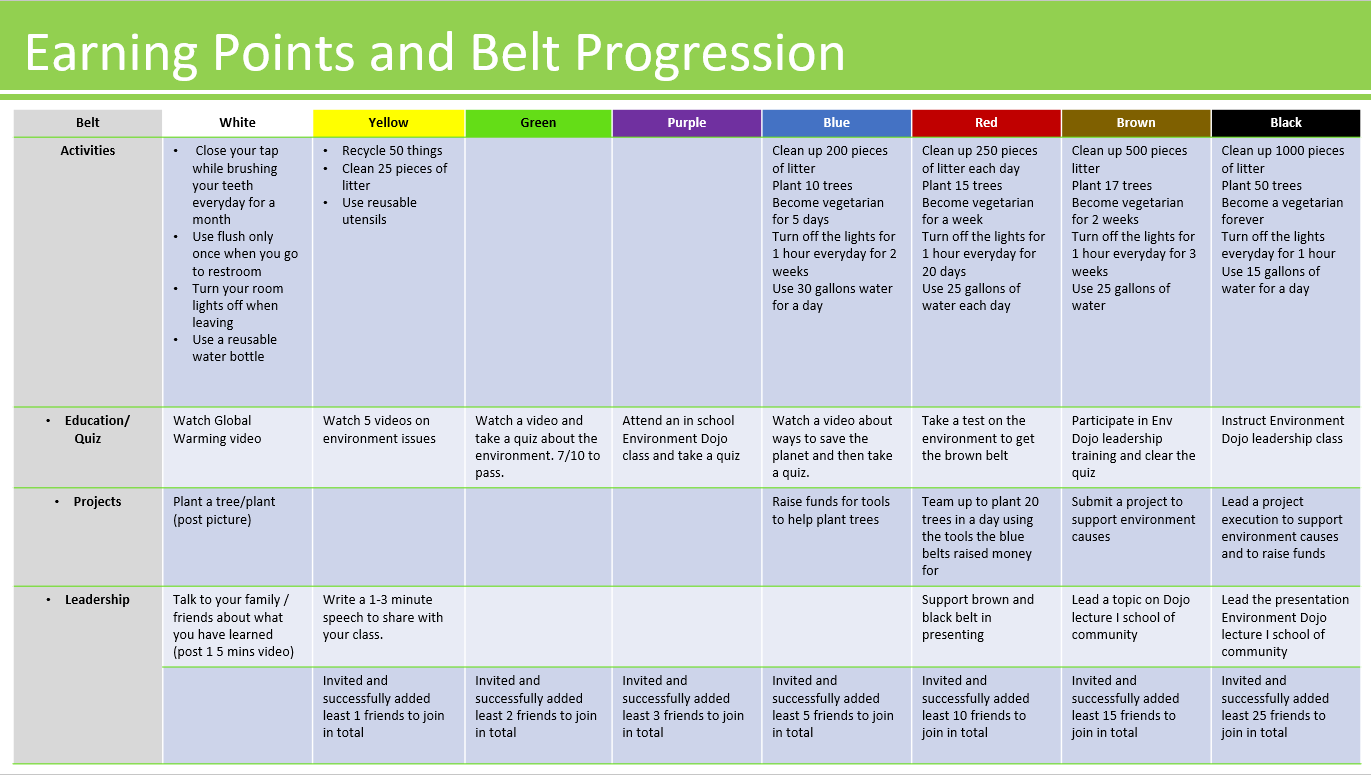 Earning Points and Belt Progression
Belt
White
Yellow
Green
Purple
Blue
Red
Brown
Black
Activities
• Close your tap
while brushing
your teeth
everyday for a
month
• Use flush only
once when you go
to restroom
• Turn your room
lights off when
leaving
• Use a reusable
water bottle
• Recycle 50 things
• Clean 25 pieces of
litter
• Use reusable
utensils
Clean up 200 pieces
of litter
Plant 10 trees
Become vegetarian
for 5 days
Turn off the lights for
1 hour everyday for 2
weeks
Use 30 gallons water
for a day
Clean up 250 pieces
of litter each day
Plant 15 trees
Become vegetarian
for a week
Turn off the lights for
1 hour everyday for
20 days
Use 25 gallons of
water each day
Clean up 500 pieces
litter
Plant 17 trees
Become vegetarian
for 2 weeks
Turn off the lights for
1 hour everyday for 3
weeks
Use 25 gallons of
water
Clean up 1000 pieces
of litter
Plant 50 trees
Become a vegetarian
forever
Turn off the lights
everyday for 1 hour
Use 15 gallons of
water for a day
• Education/
Quiz
Watch Global
Warming video
Watch 5 videos on
environment issues
Watch a video and
take a quiz about the
environment. 7/10 to
pass.
Attend an in school
Environment Dojo
class and take a quiz
Watch a video about
ways to save the
planet and then take
a quiz.
Take a test on the
environment to get
the brown belt
Participate in Env
Dojo leadership
training and clear the
quiz
Instruct Environment
Dojo leadership class
• Projects
Plant a tree/plant
(post picture)
Raise funds for tools
to help plant trees
Team up to plant 20
trees in a day using
the tools the blue
belts raised money
for
Submit a project to
support environment
causes
Lead a project
execution to support
environment causes
and to raise funds
• Leadership
Talk to your family /
friends about what
you have learned
(post 1 5 mins video)
Write a 1-3 minute
speech to share with
your class.
Support brown and
black belt in
presenting
Lead a topic on Dojo
lecture I school of
community
Lead the presentation
Environment Dojo
lecture I school of
community
Invited and
successfully added
least 1 friends to join
in total
Invited and
successfully added
least 2 friends to join
in total
Invited and
successfully added
least 3 friends to join
in total
Invited and
successfully added
least 5 friends to join
in total
Invited and
successfully added
least 10 friends to
join in total
Invited and
successfully added
least 15 friends to
join in total
Invited and
successfully added
least 25 friends to
join in total